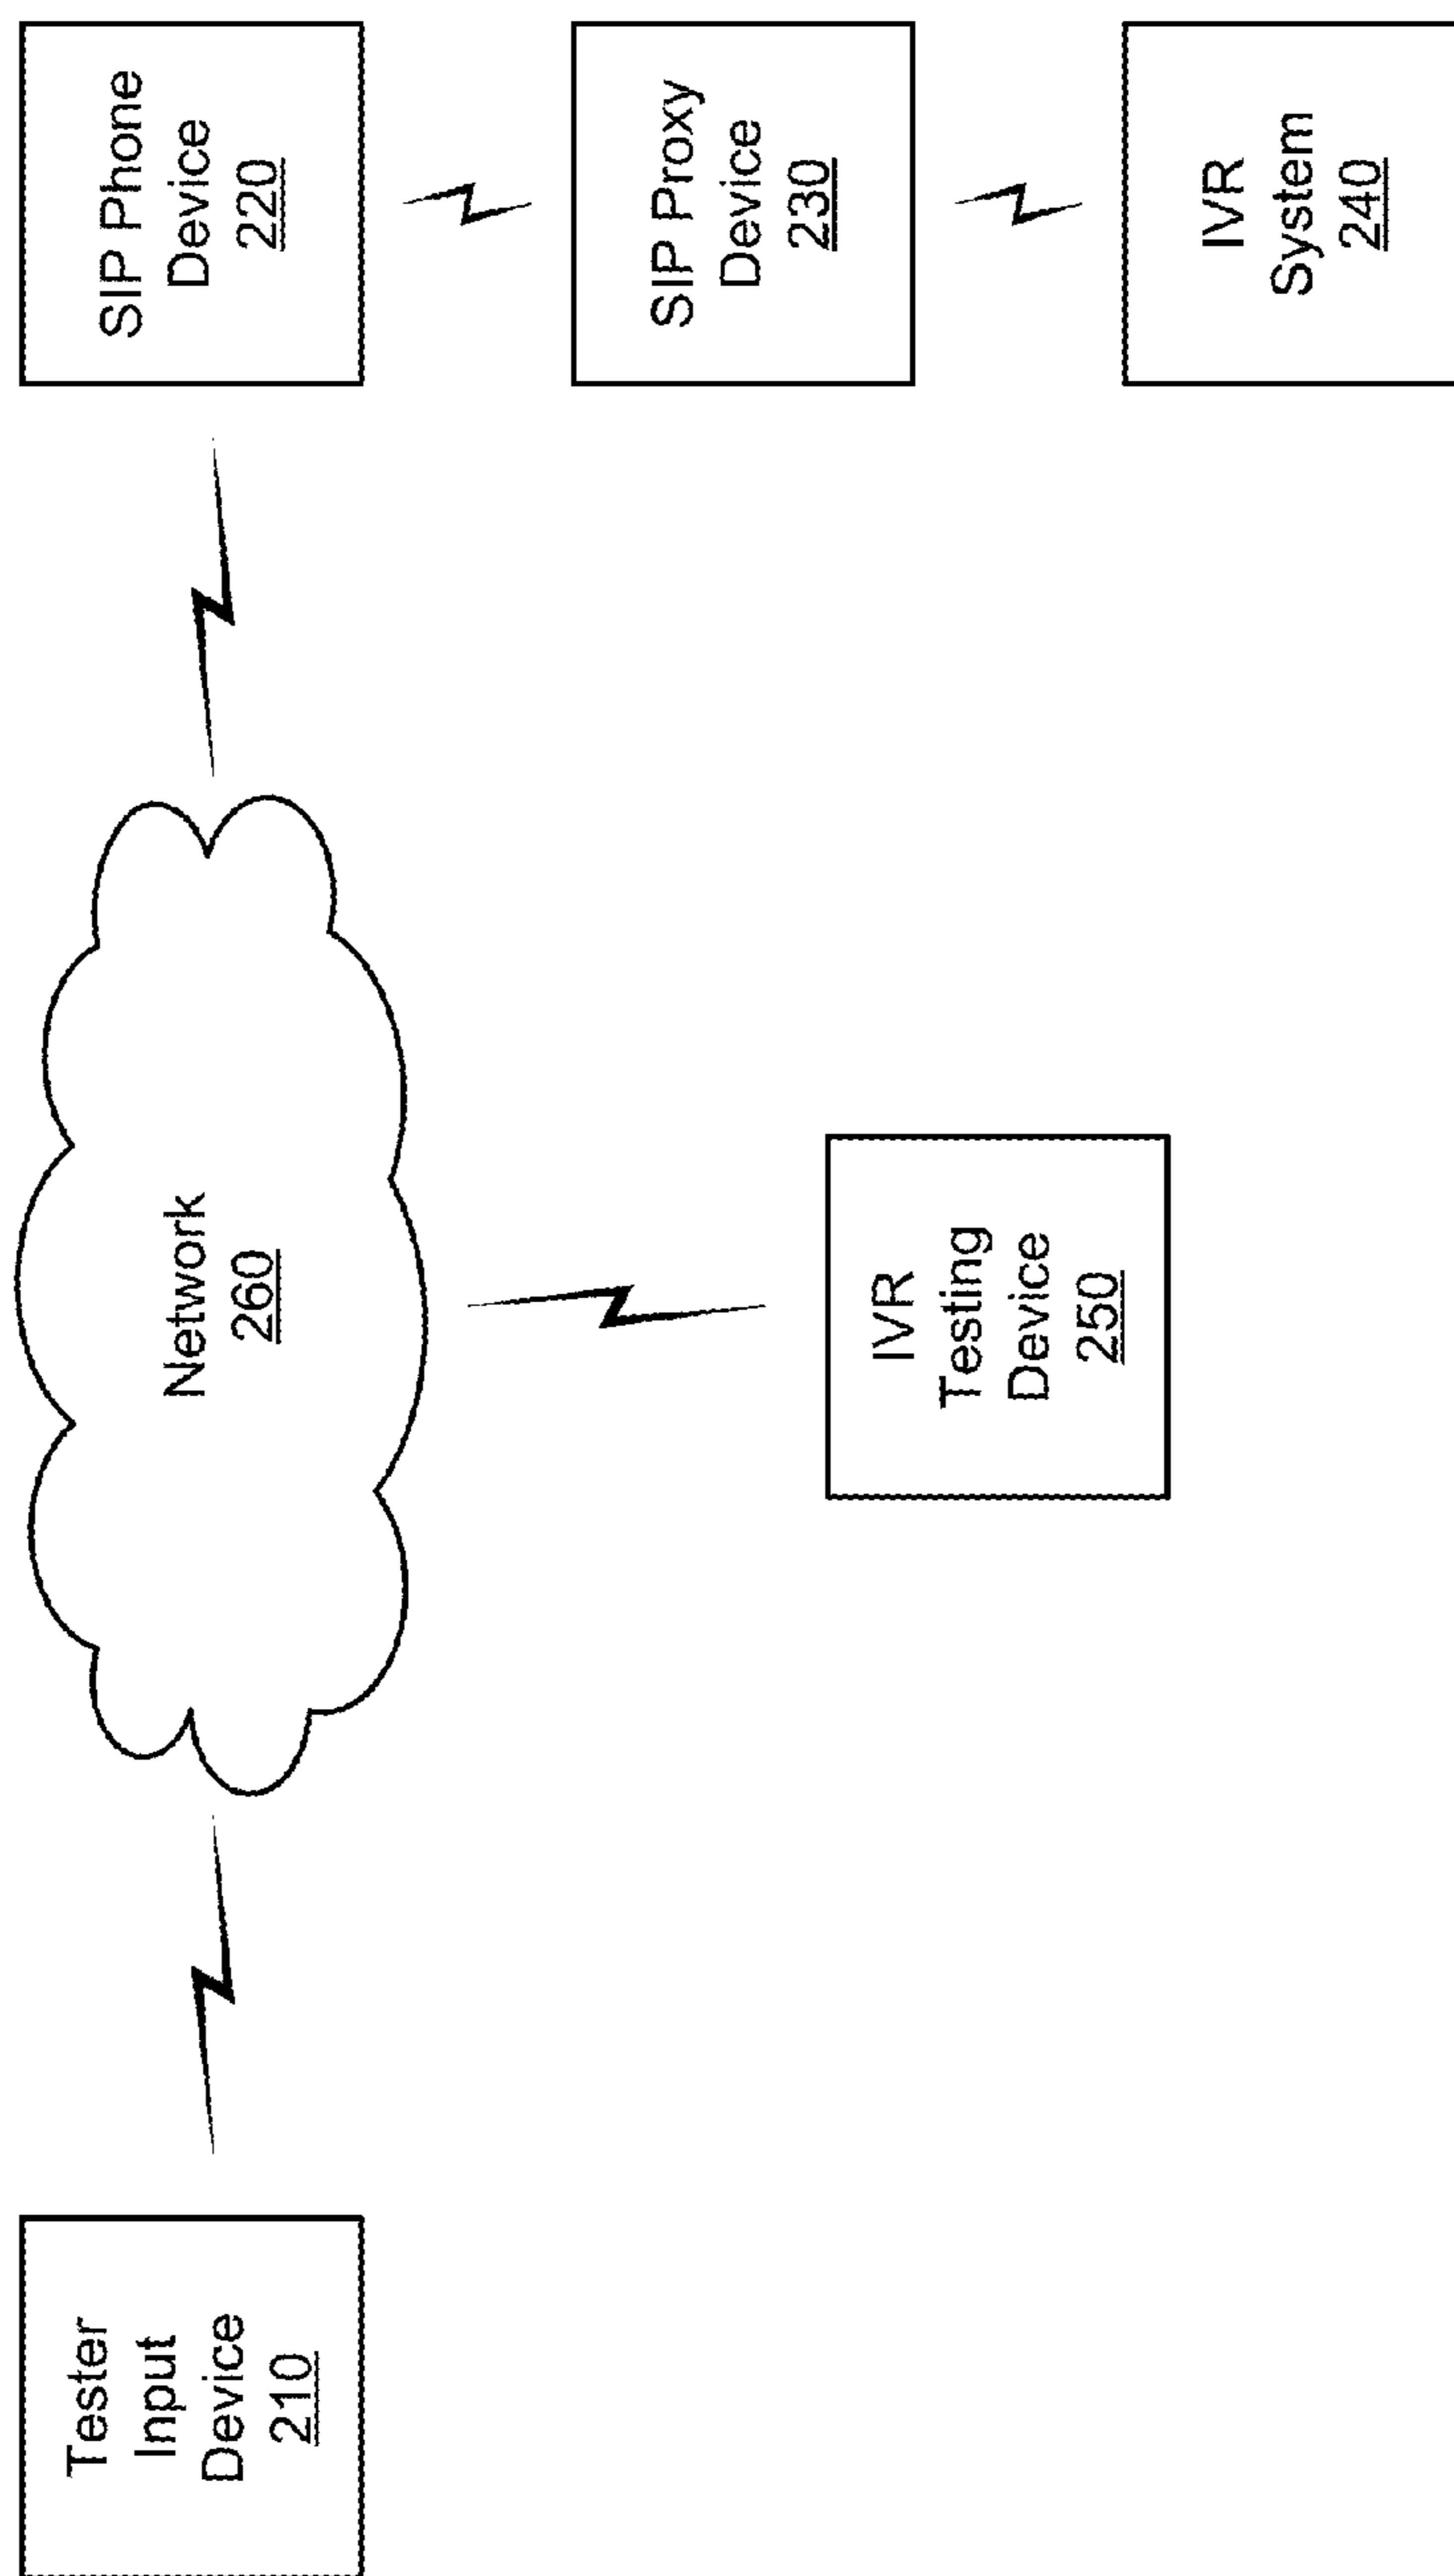 Tester
Input
Device
210
Network
260
SIP Phone
Device
220
IVR
Testing
Device
250
SIP Proxy
Device
230
IVR
System
240